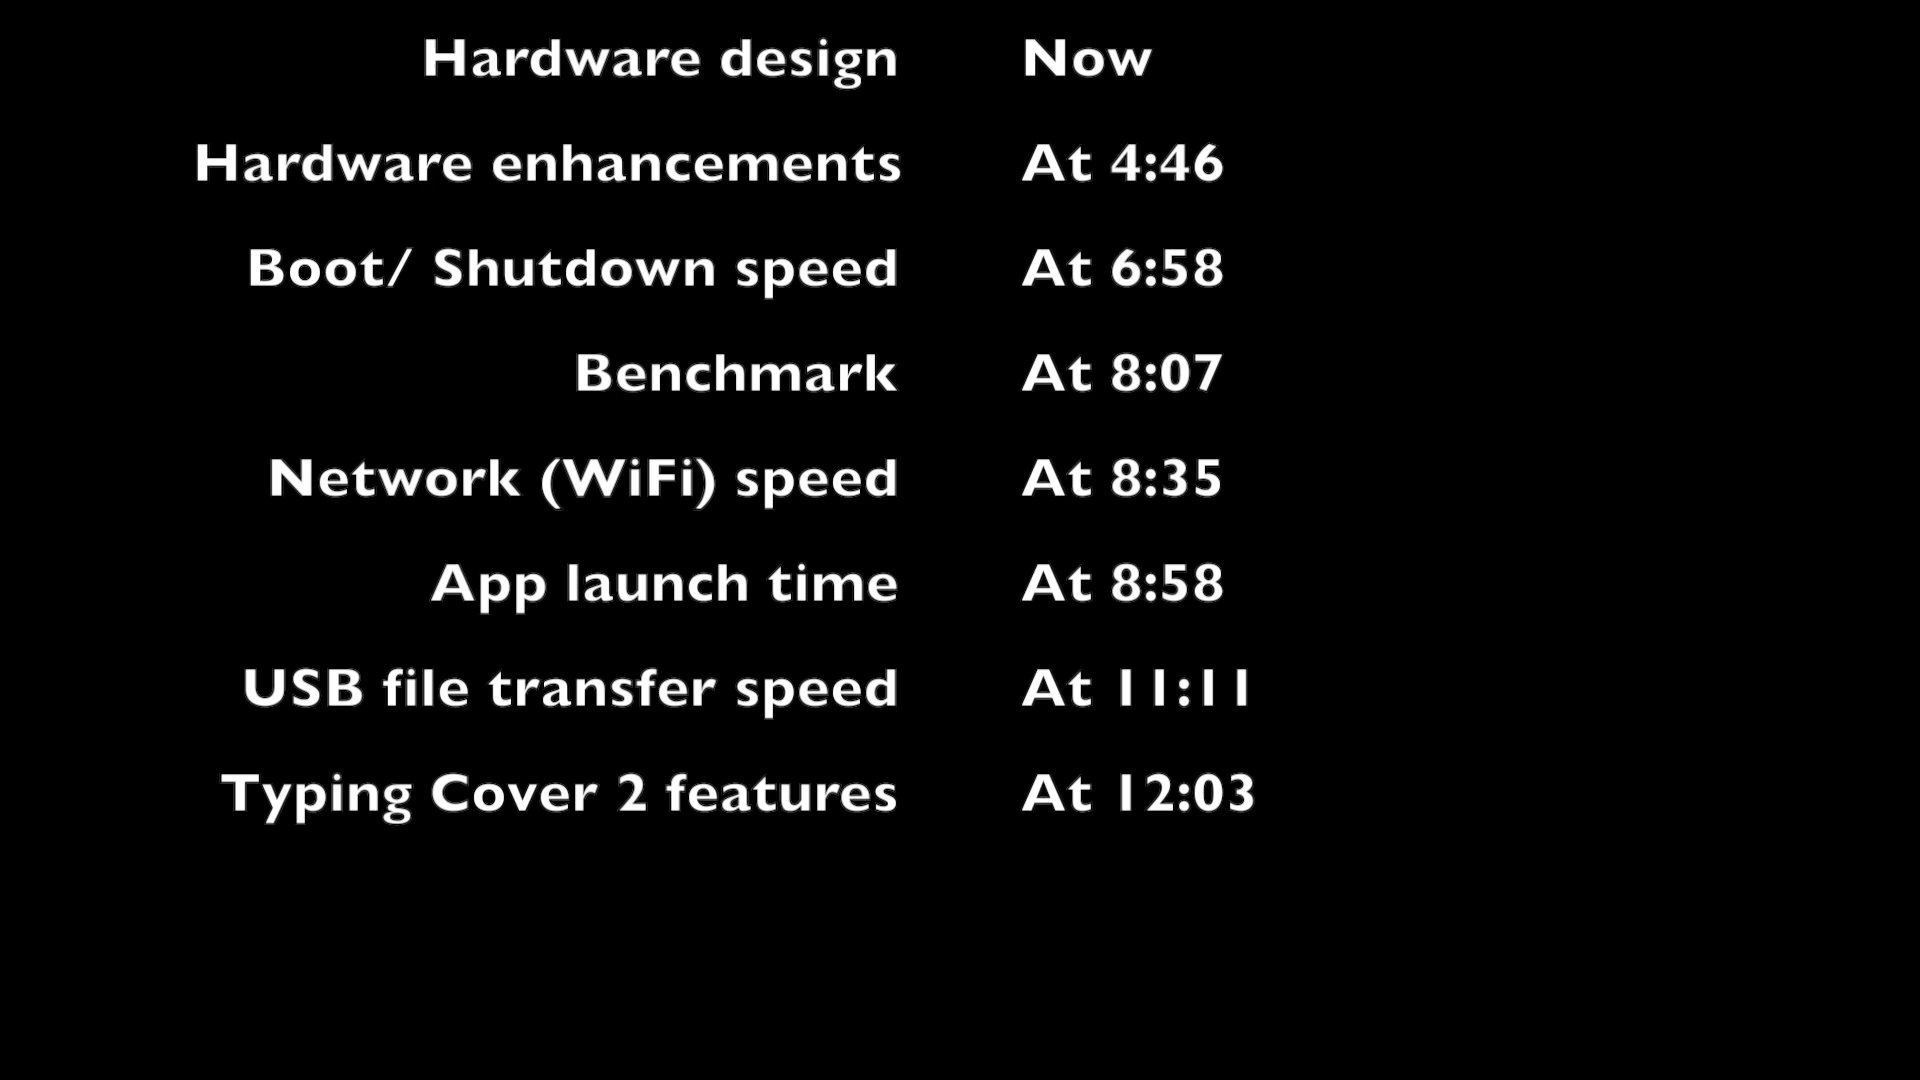 Hardware design Now
Hardware enhancements At 4:46
Boot/ Shutdown speed At 6:58
Benchmark At 8:07
Network (WiFi) speed At 8:35
App launch time At 8:58
USB file transfer speed At 11:11
Typing Cover 2 features At 12:03